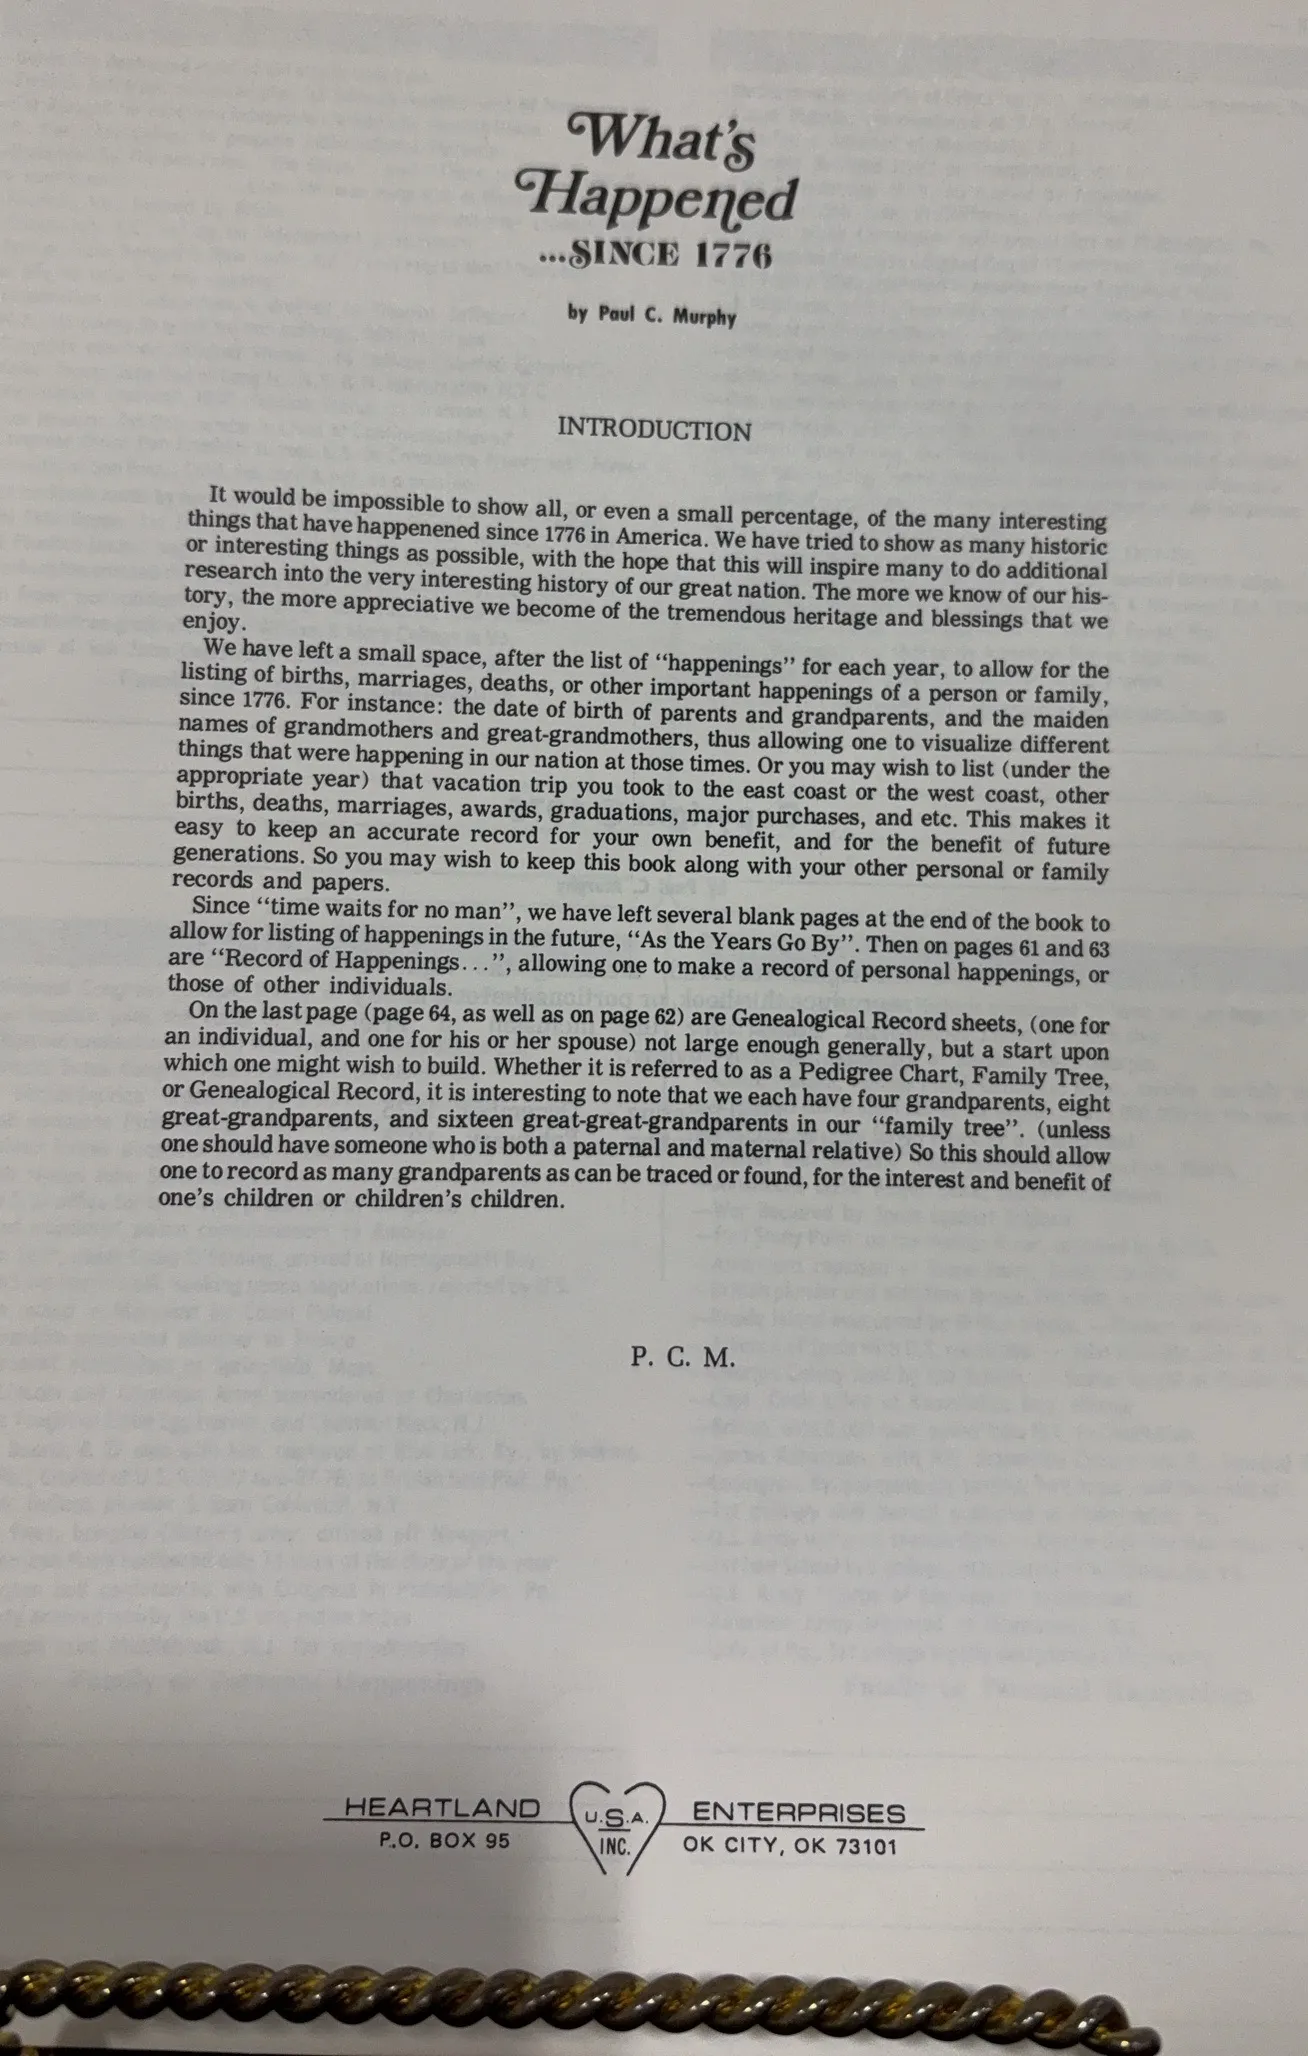 What's
Happened
...SINCE 1776
by Paul C. Murphy
INTRODUCTION
It would be impossible to show all, or even a small percentage, of the many interesting
things that have happenened since 1776 in America. We have tried to show as many historic
or interesting things as possible, with the hope that this will inspire many to do additional
research into the very interesting history of our great nation. The more we know of our his-
tory, the more appreciative we become of the tremendous heritage and blessings that we
enjoy.
We have left a small space, after the list of "happenings" for each year, to allow for the
listing of births, marriages, deaths, or other important happenings of a person or family,
since 1776. For instance: the date of birth of parents and grandparents, and the maiden
names of grandmothers and great-grandmothers, thus allowing one to visualize different
things that were happening in our nation at those times. Or you may wish to list (under the
appropriate year) that vacation trip you took to the east coast or the west coast, other
births, deaths, marriages, awards, graduations, major purchases, and etc. This makes it
easy to keep an accurate record for your own benefit, and for the benefit of future
generations. So you may wish to keep this book along with your other personal or family
records and papers.
Since "time waits for no man", we have left several blank pages at the end of the book to
allow for listing of happenings in the future, "As the Years Go By". Then on pages 61 and 63
are "Record of Happenings...", allowing one to make a record of personal happenings, or
those of other individuals.
On the last page (page 64, as well as on page 62) are Genealogical Record sheets, (one for
an individual, and one for his or her spouse) not large enough generally, but a start upon
which one might wish to build. Whether it is referred to as a Pedigree Chart, Family Tree,
or Genealogical Record, it is interesting to note that we each have four grandparents, eight
great-grandparents, and sixteen great-great-grandparents in our "family tree". (unless
one should have someone who is both a paternal and maternal relative) So this should allow
one to record as many grandparents as can be traced or found, for the interest and benefit of
one's children or children's children.
P. C. M.
HEARTLAND U.S.A. ENTERPRISES
P.O. BOX 95 INC. OK CITY, OK 73101